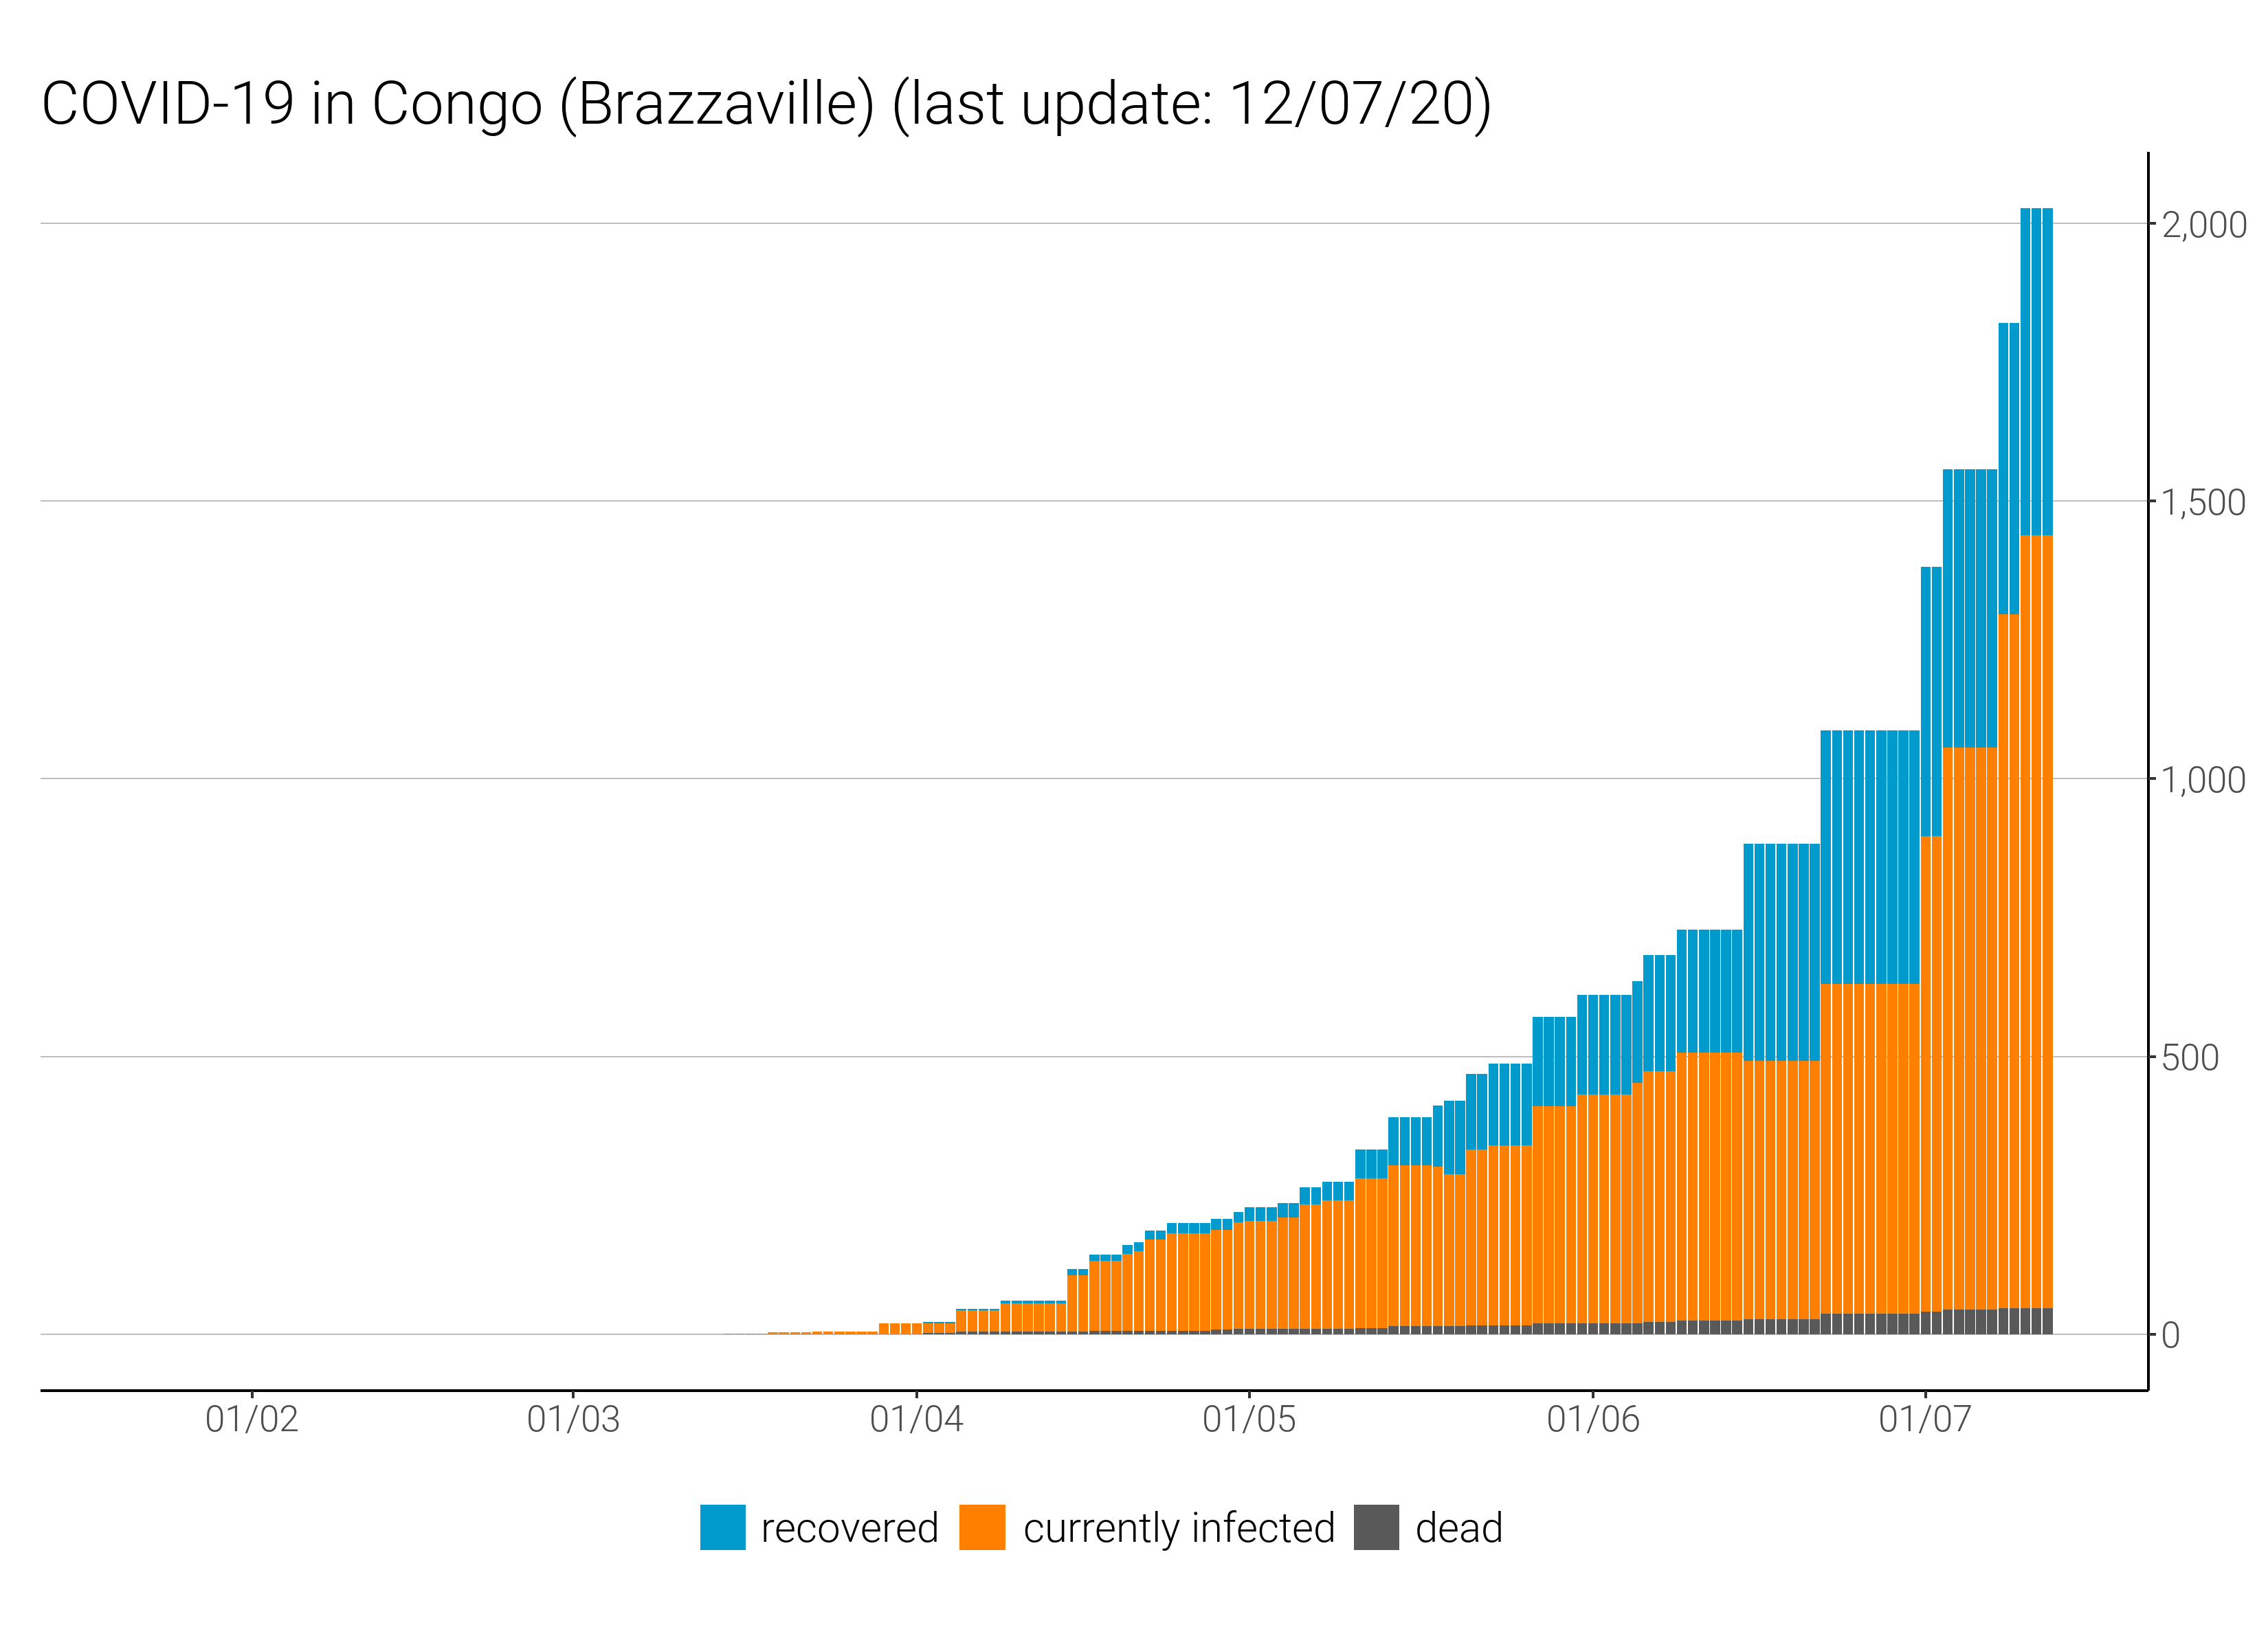 COVID-19 in Congo (Brazzaville) (last update: 12/07/20)
2,000
1,500
1,000
500
0
01/02 01/03 01/04 01/05 01/06 01/07
recovered currently infected dead